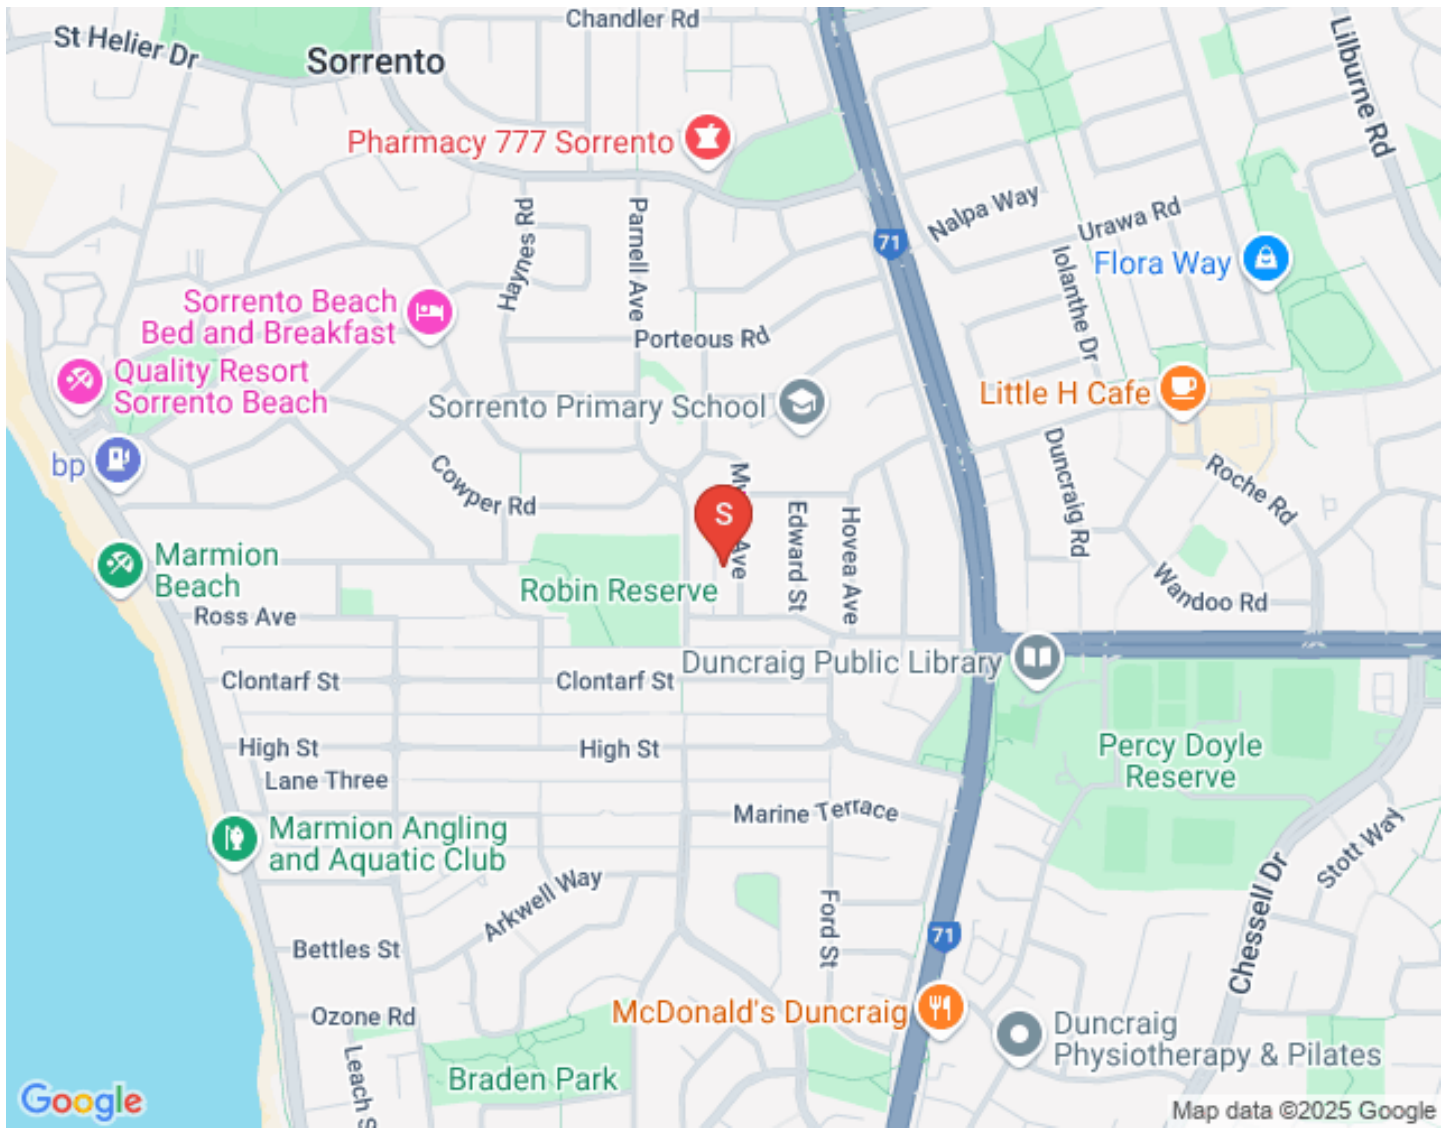 Chandler Rd
St Helier Dr
Sorrento
Lilburne Rd
Pharmacy 777 Sorrento
Nalpa Way
Urawa Rd
71
Haynes Rd
Parnell Ave
Iolanthe Dr
Flora Way
Sorrento Beach
Bed and Breakfast
Porteous Rd
Quality Resort
Sorrento Beach
Sorrento Primary School
Little H Cafe
bp
Cowper Rd
Duncraig Rd
Roche Rd
S
Ave
Edward St
Hovea Ave
Marmion
Beach
Robin Reserve
Wandoo Rd
Ross Ave
Duncraig Public Library
Clontarf St
Clontarf St
High St
High St
Percy Doyle
Reserve
Lane Three
Marine Terrace
Marmion Angling
and Aquatic Club
Stott Way
Arkwell Way
Ford St
Chessell Dr
71
Bettles St
Ozone Rd
McDonald's Duncraig
Duncraig
Physiotherapy & Pilates
Leach S
Braden Park
Google
Map data ©2025 Google